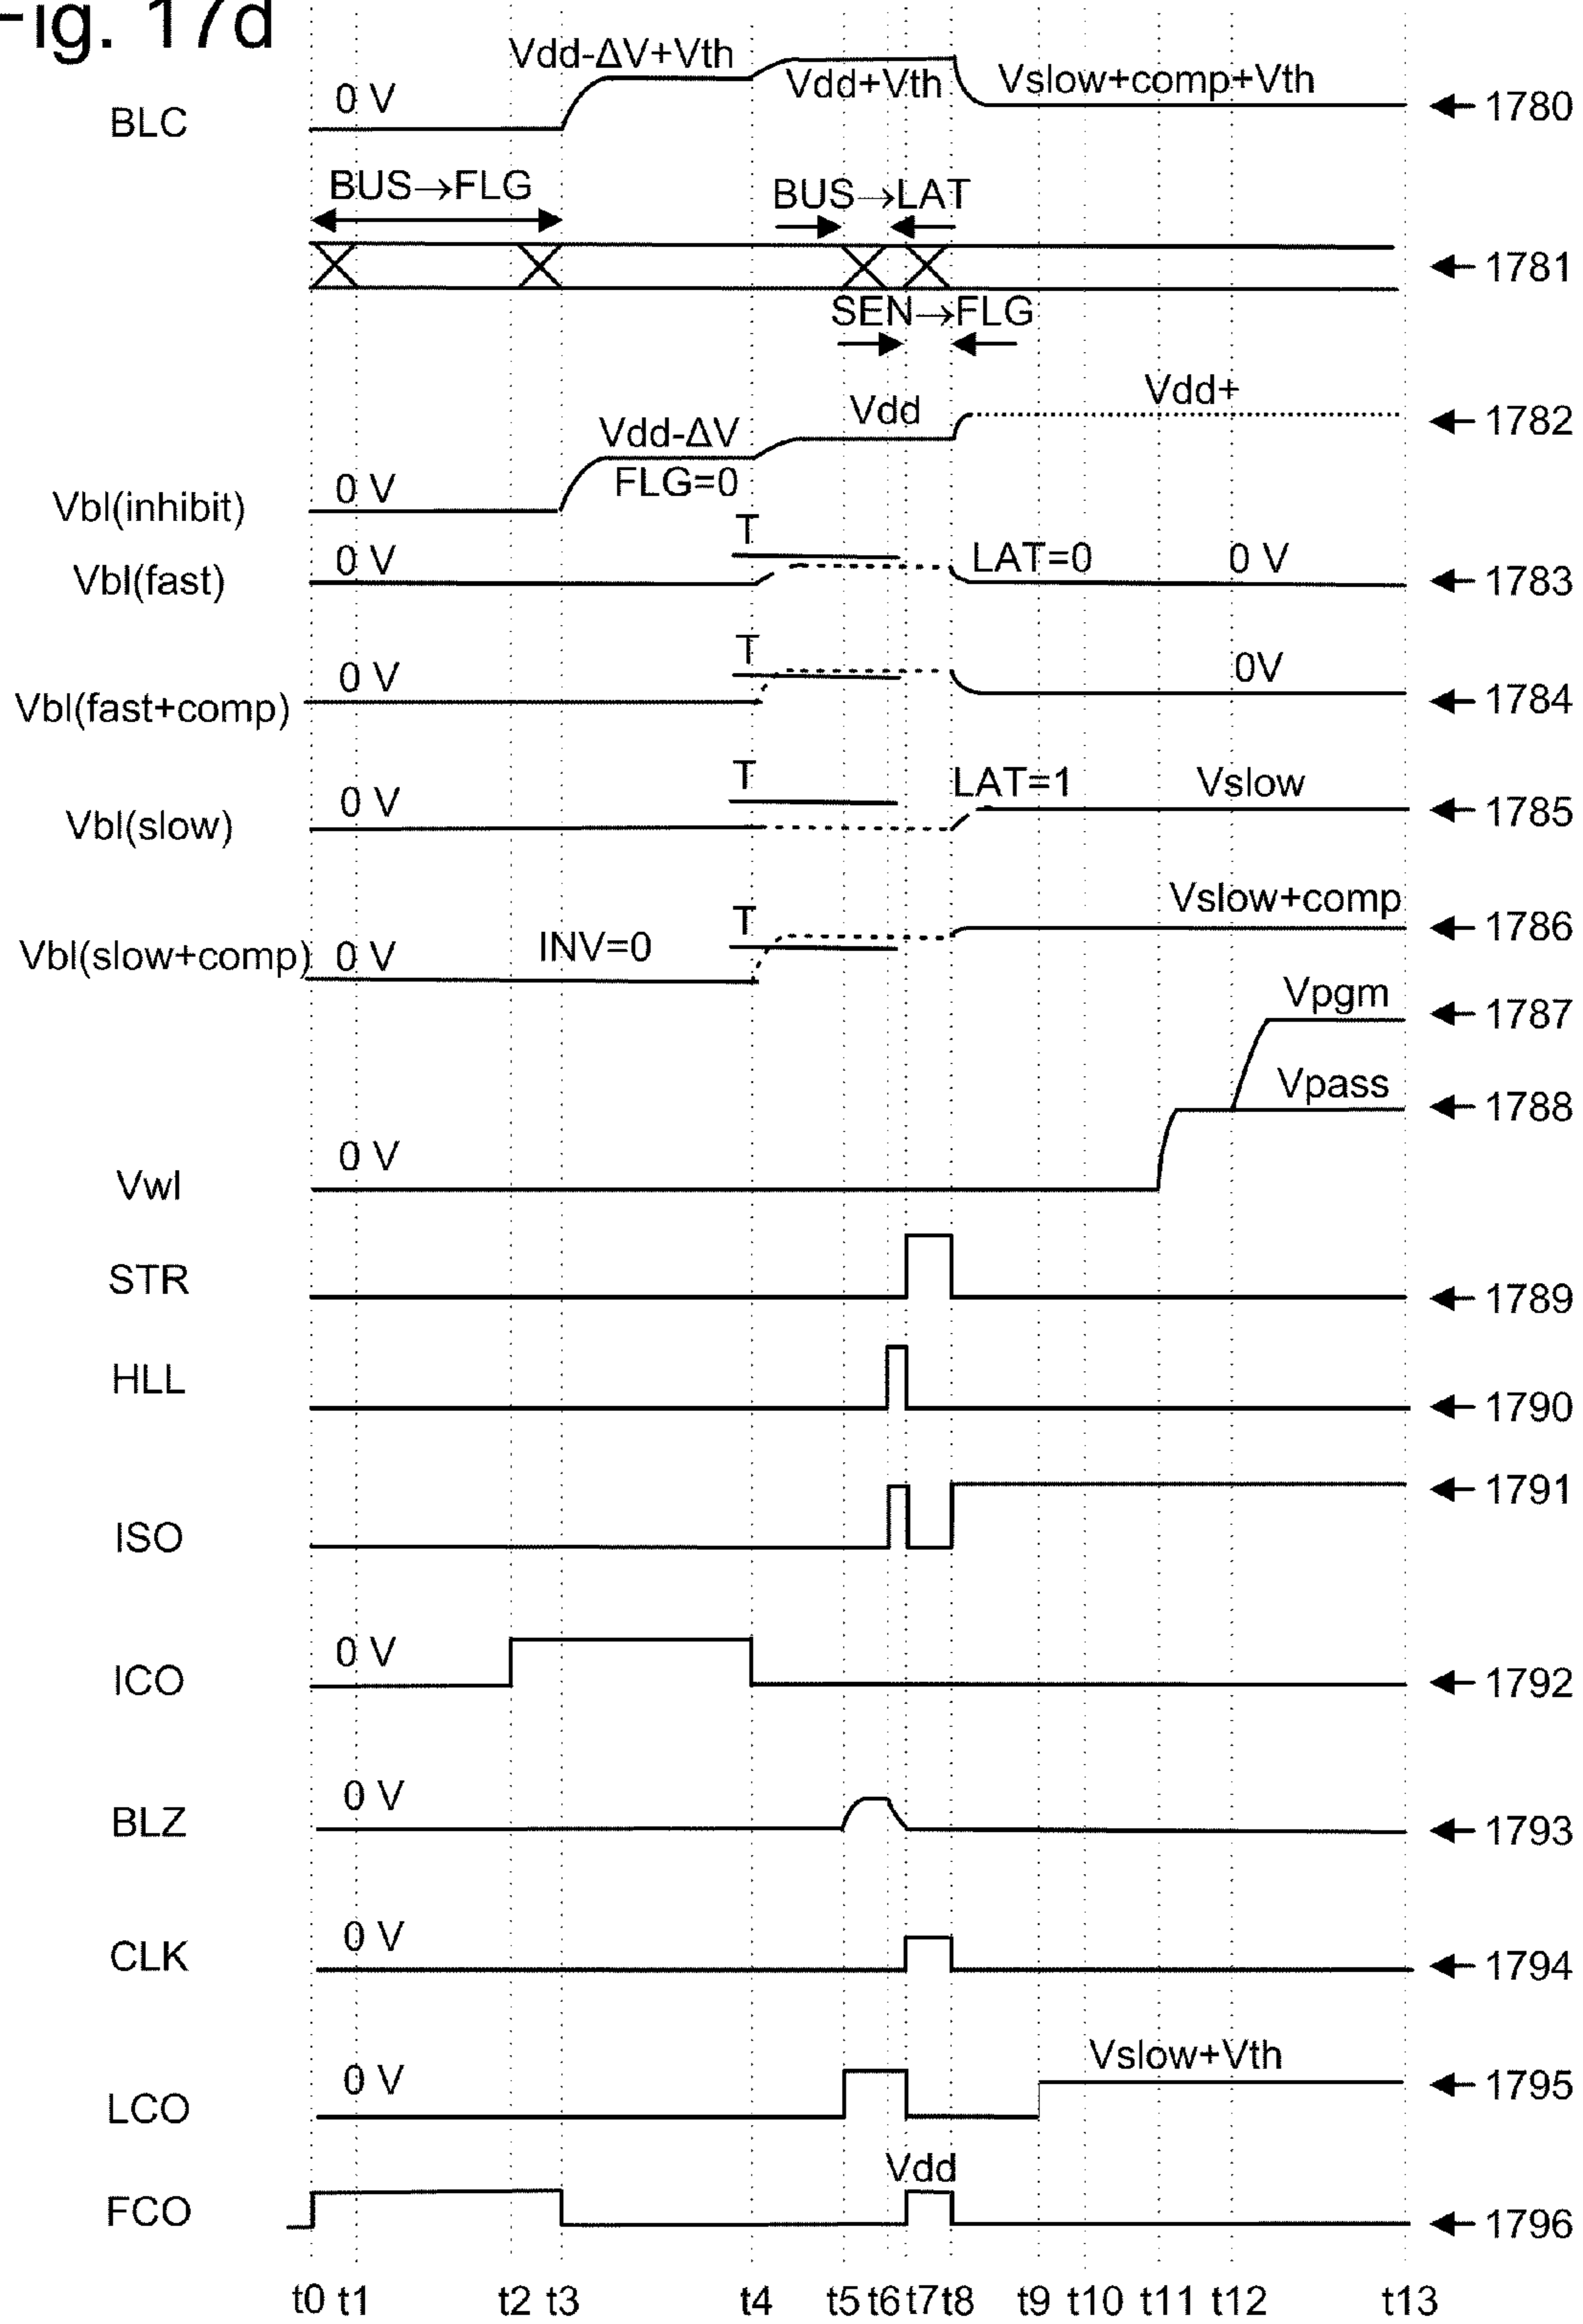 Fig. 17d
BLC 0 V Vdd-ΔV+Vth Vdd+Vth Vslow+comp+Vth 1780
BUS→FLG BUS→LAT
1781
SEN→FLG
Vbl(inhibit) 0 V Vdd-ΔV FLG=0 Vdd Vdd+ 1782
Vbl(fast) 0 V T LAT=0 0 V 1783
Vbl(fast+comp) 0 V T 0V 1784
Vbl(slow) 0 V T LAT=1 Vslow 1785
Vbl(slow+comp) 0 V INV=0 T Vslow+comp 1786
Vpgm 1787
Vpass 1788
Vwl 0 V
STR 1789
HLL 1790
ISO 1791
ICO 0 V 1792
BLZ 0 V 1793
CLK 0 V 1794
LCO 0 V Vslow+Vth 1795
FCO Vdd 1796
t0 t1 t2 t3 t4 t5 t6 t7 t8 t9 t10 t11 t12 t13